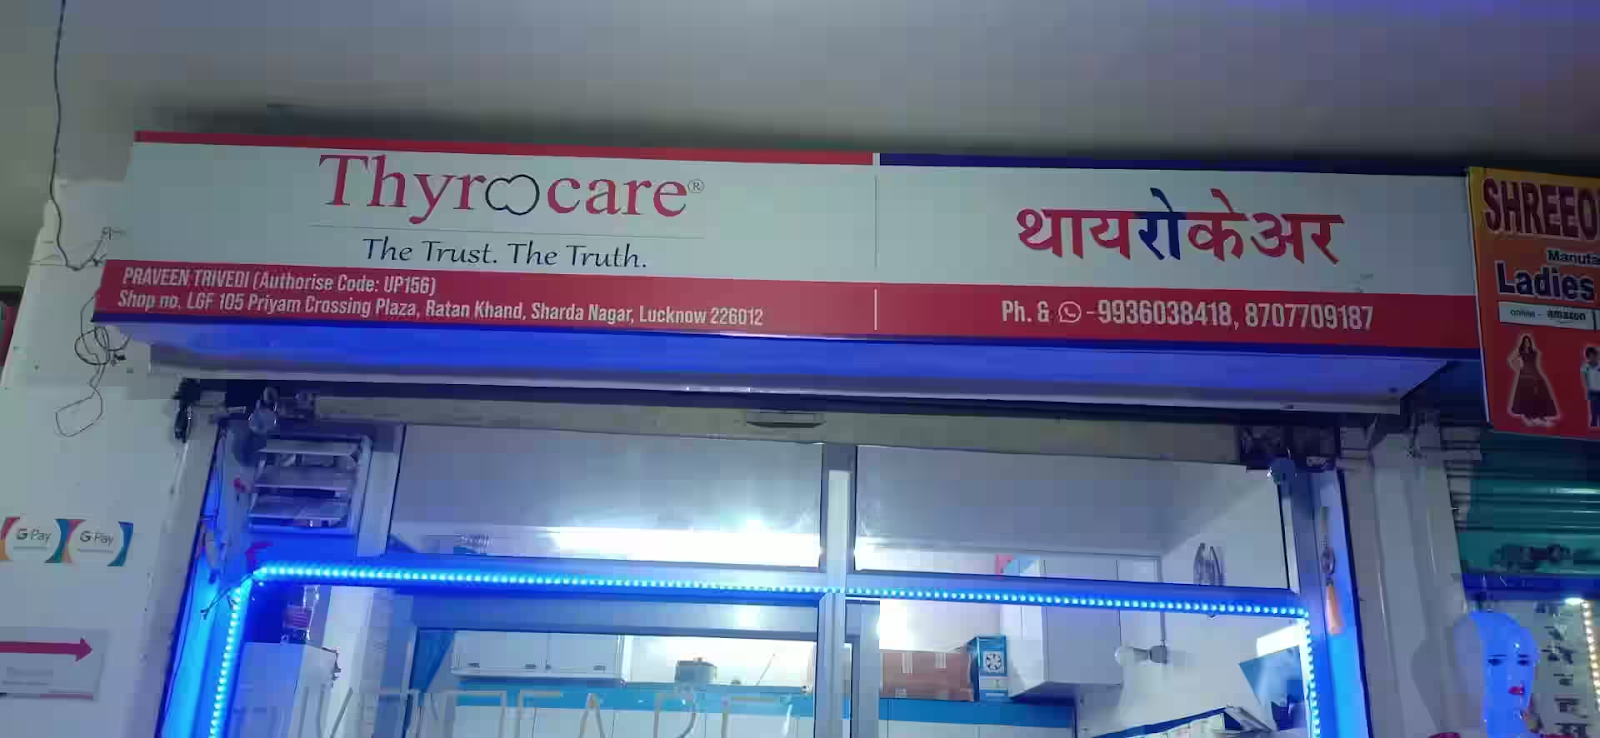 Thyrocare®
The Trust. The Truth.
PRAVEEN TRIVEDI (Authorise Code: UP156)
Shop no. LGF 105 Priyam Crossing Plaza, Ratan Khand, Sharda Nagar, Lucknow 226012
थायरोकेअर
Ph. & -9936038418, 8707709187
Ladies
online - amazon
G Pay G Pay